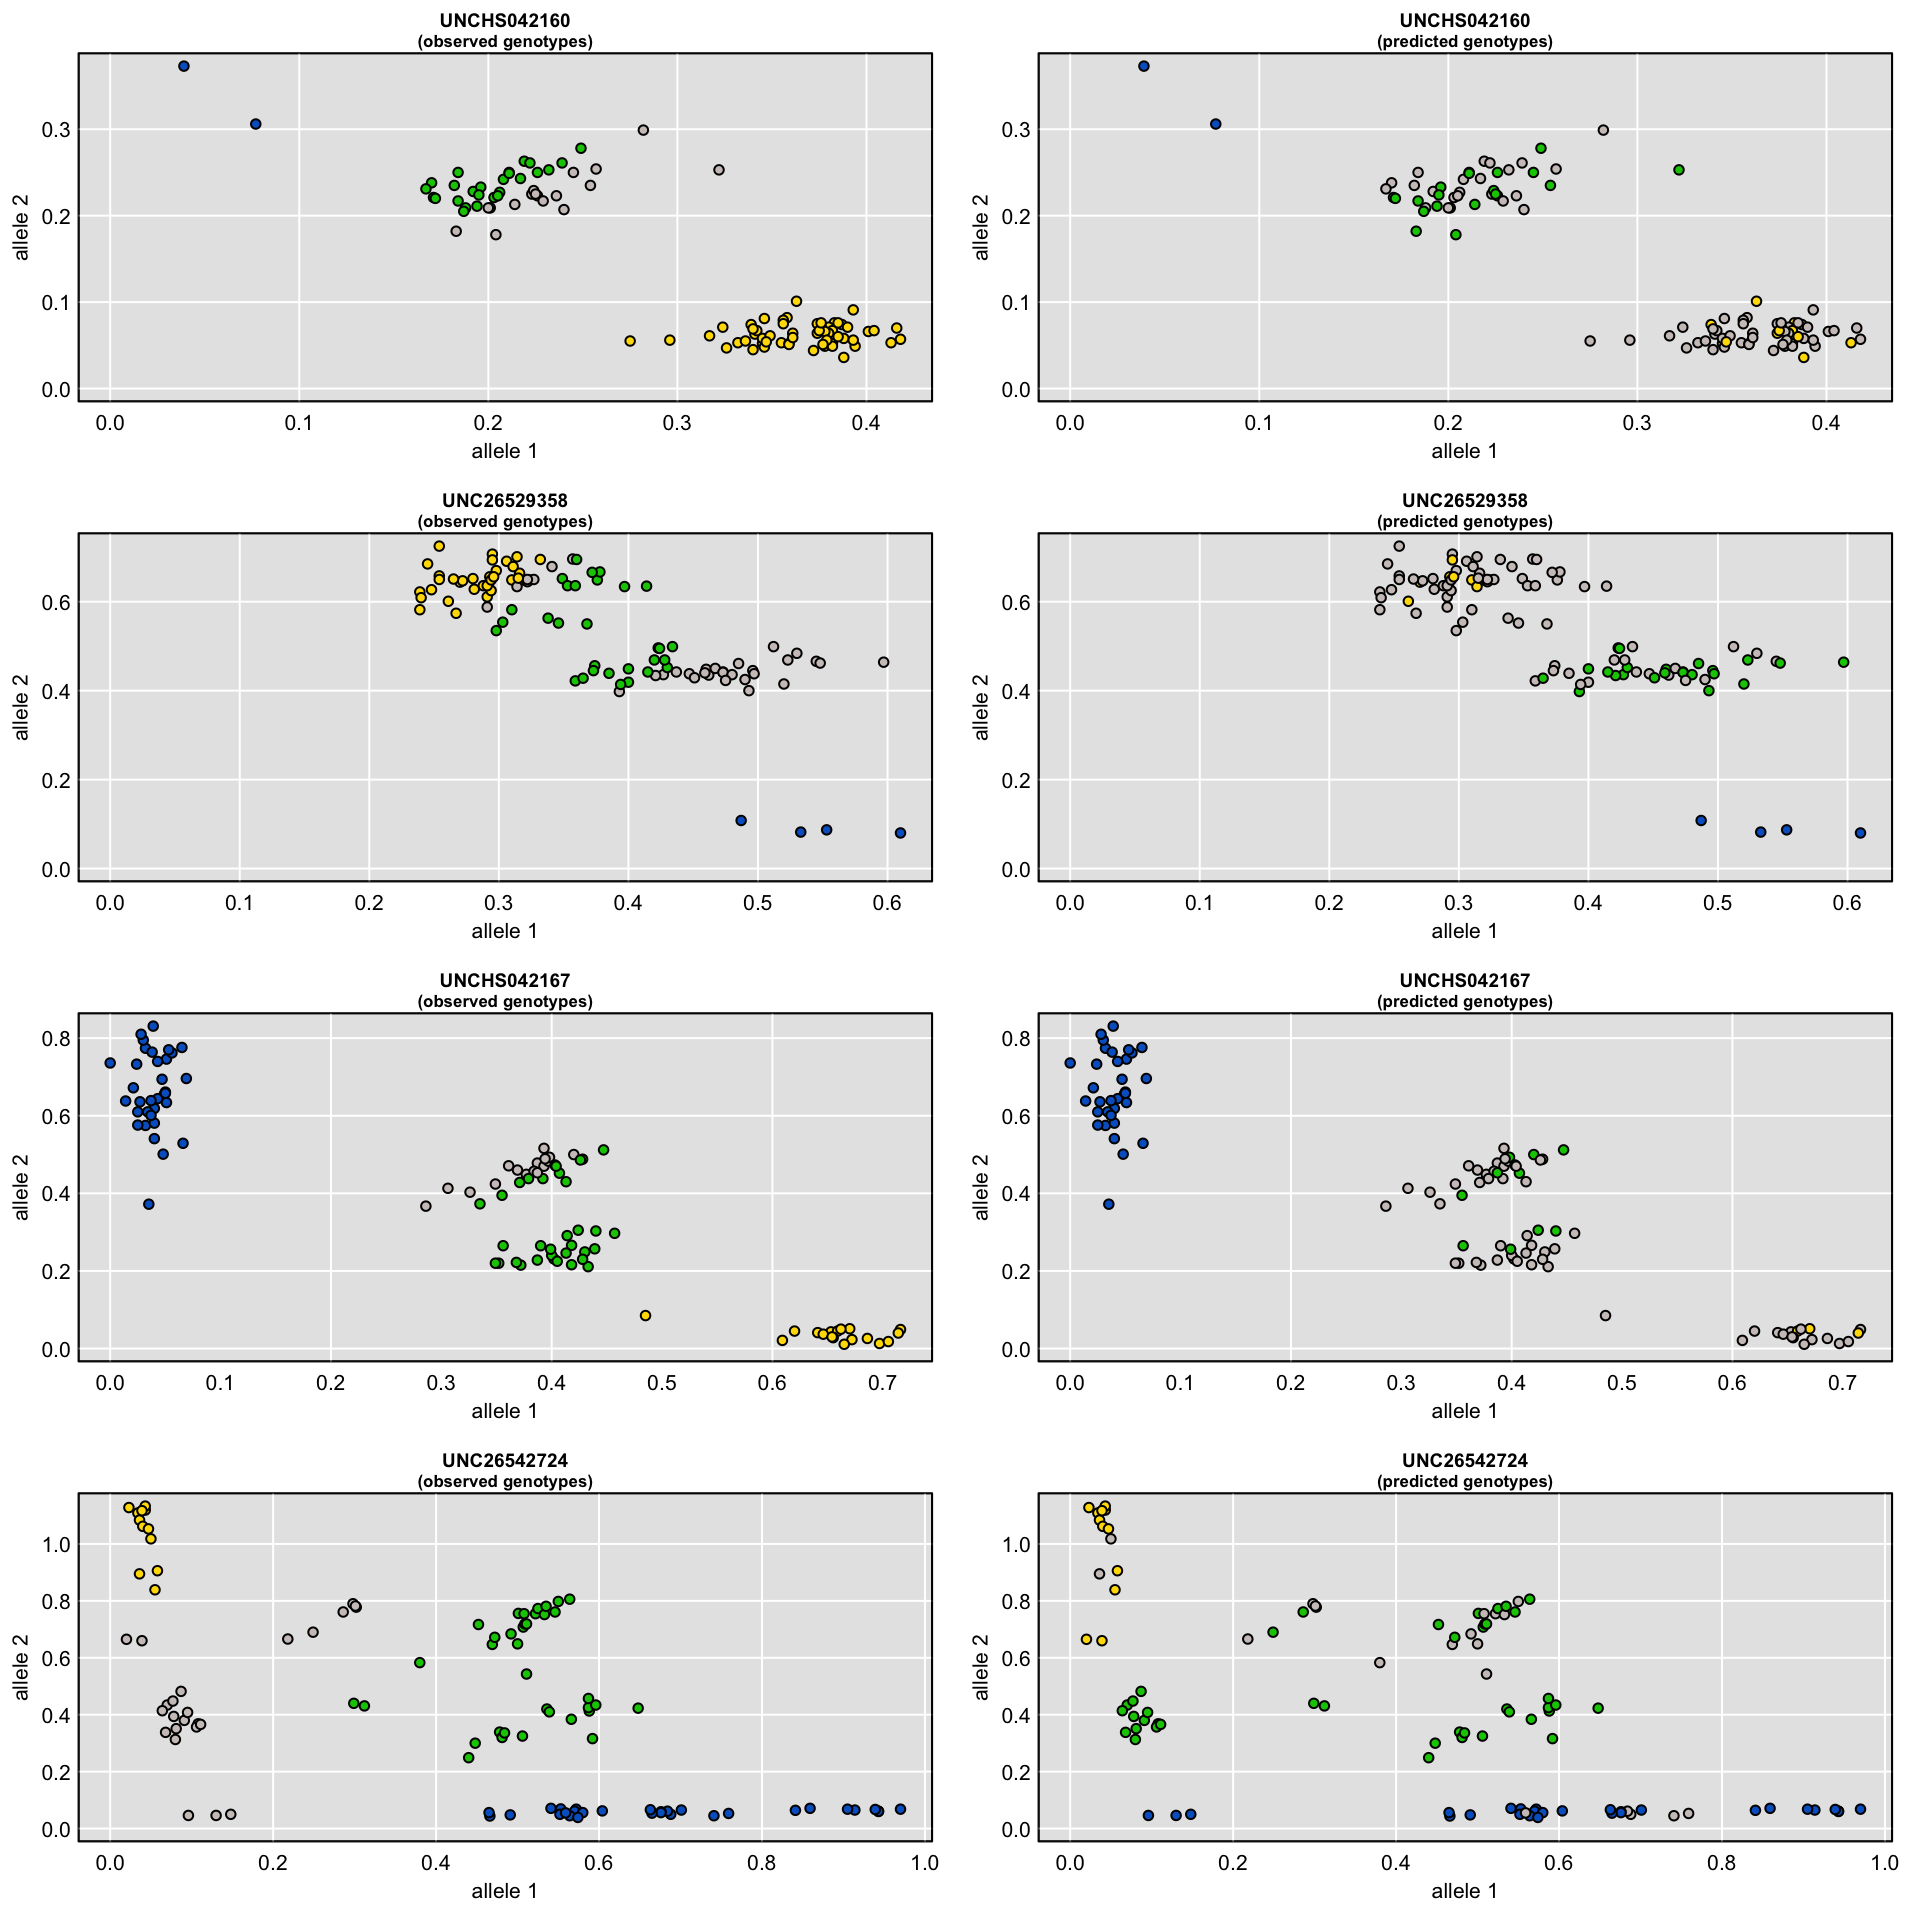 UNCHS042160
(observed genotypes)
0.3
0.2
0.1
0.0
allele 2
0.0 0.1 0.2 0.3 0.4
allele 1
UNCHS042160
(predicted genotypes)
0.3
0.2
0.1
0.0
allele 2
0.0 0.1 0.2 0.3 0.4
allele 1
UNC26529358
(observed genotypes)
0.6
0.4
0.2
0.0
allele 2
0.0 0.1 0.2 0.3 0.4 0.5 0.6
allele 1
UNC26529358
(predicted genotypes)
0.6
0.4
0.2
0.0
allele 2
0.0 0.1 0.2 0.3 0.4 0.5 0.6
allele 1
UNCHS042167
(observed genotypes)
0.8
0.6
0.4
0.2
0.0
allele 2
0.0 0.1 0.2 0.3 0.4 0.5 0.6 0.7
allele 1
UNCHS042167
(predicted genotypes)
0.8
0.6
0.4
0.2
0.0
allele 2
0.0 0.1 0.2 0.3 0.4 0.5 0.6 0.7
allele 1
UNC26542724
(observed genotypes)
1.0
0.8
0.6
0.4
0.2
0.0
allele 2
0.0 0.2 0.4 0.6 0.8 1.0
allele 1
UNC26542724
(predicted genotypes)
1.0
0.8
0.6
0.4
0.2
0.0
allele 2
0.0 0.2 0.4 0.6 0.8 1.0
allele 1